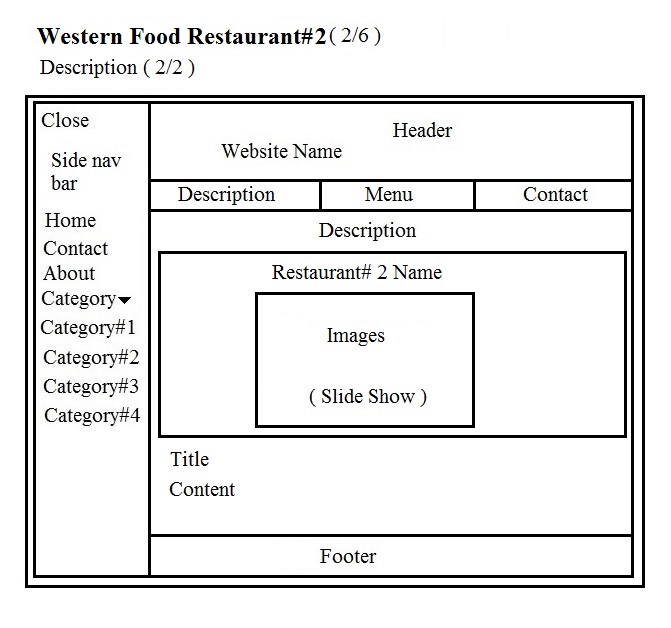 Western Food Restaurant#2 ( 2/6 )
Description ( 2/2 )
Close
Side nav
bar
Home
Contact
About
Category
Category#1
Category#2
Category#3
Category#4
Header
Website Name
Description Menu Contact
Description
Restaurant# 2 Name
Images
( Slide Show )
Title
Content
Footer